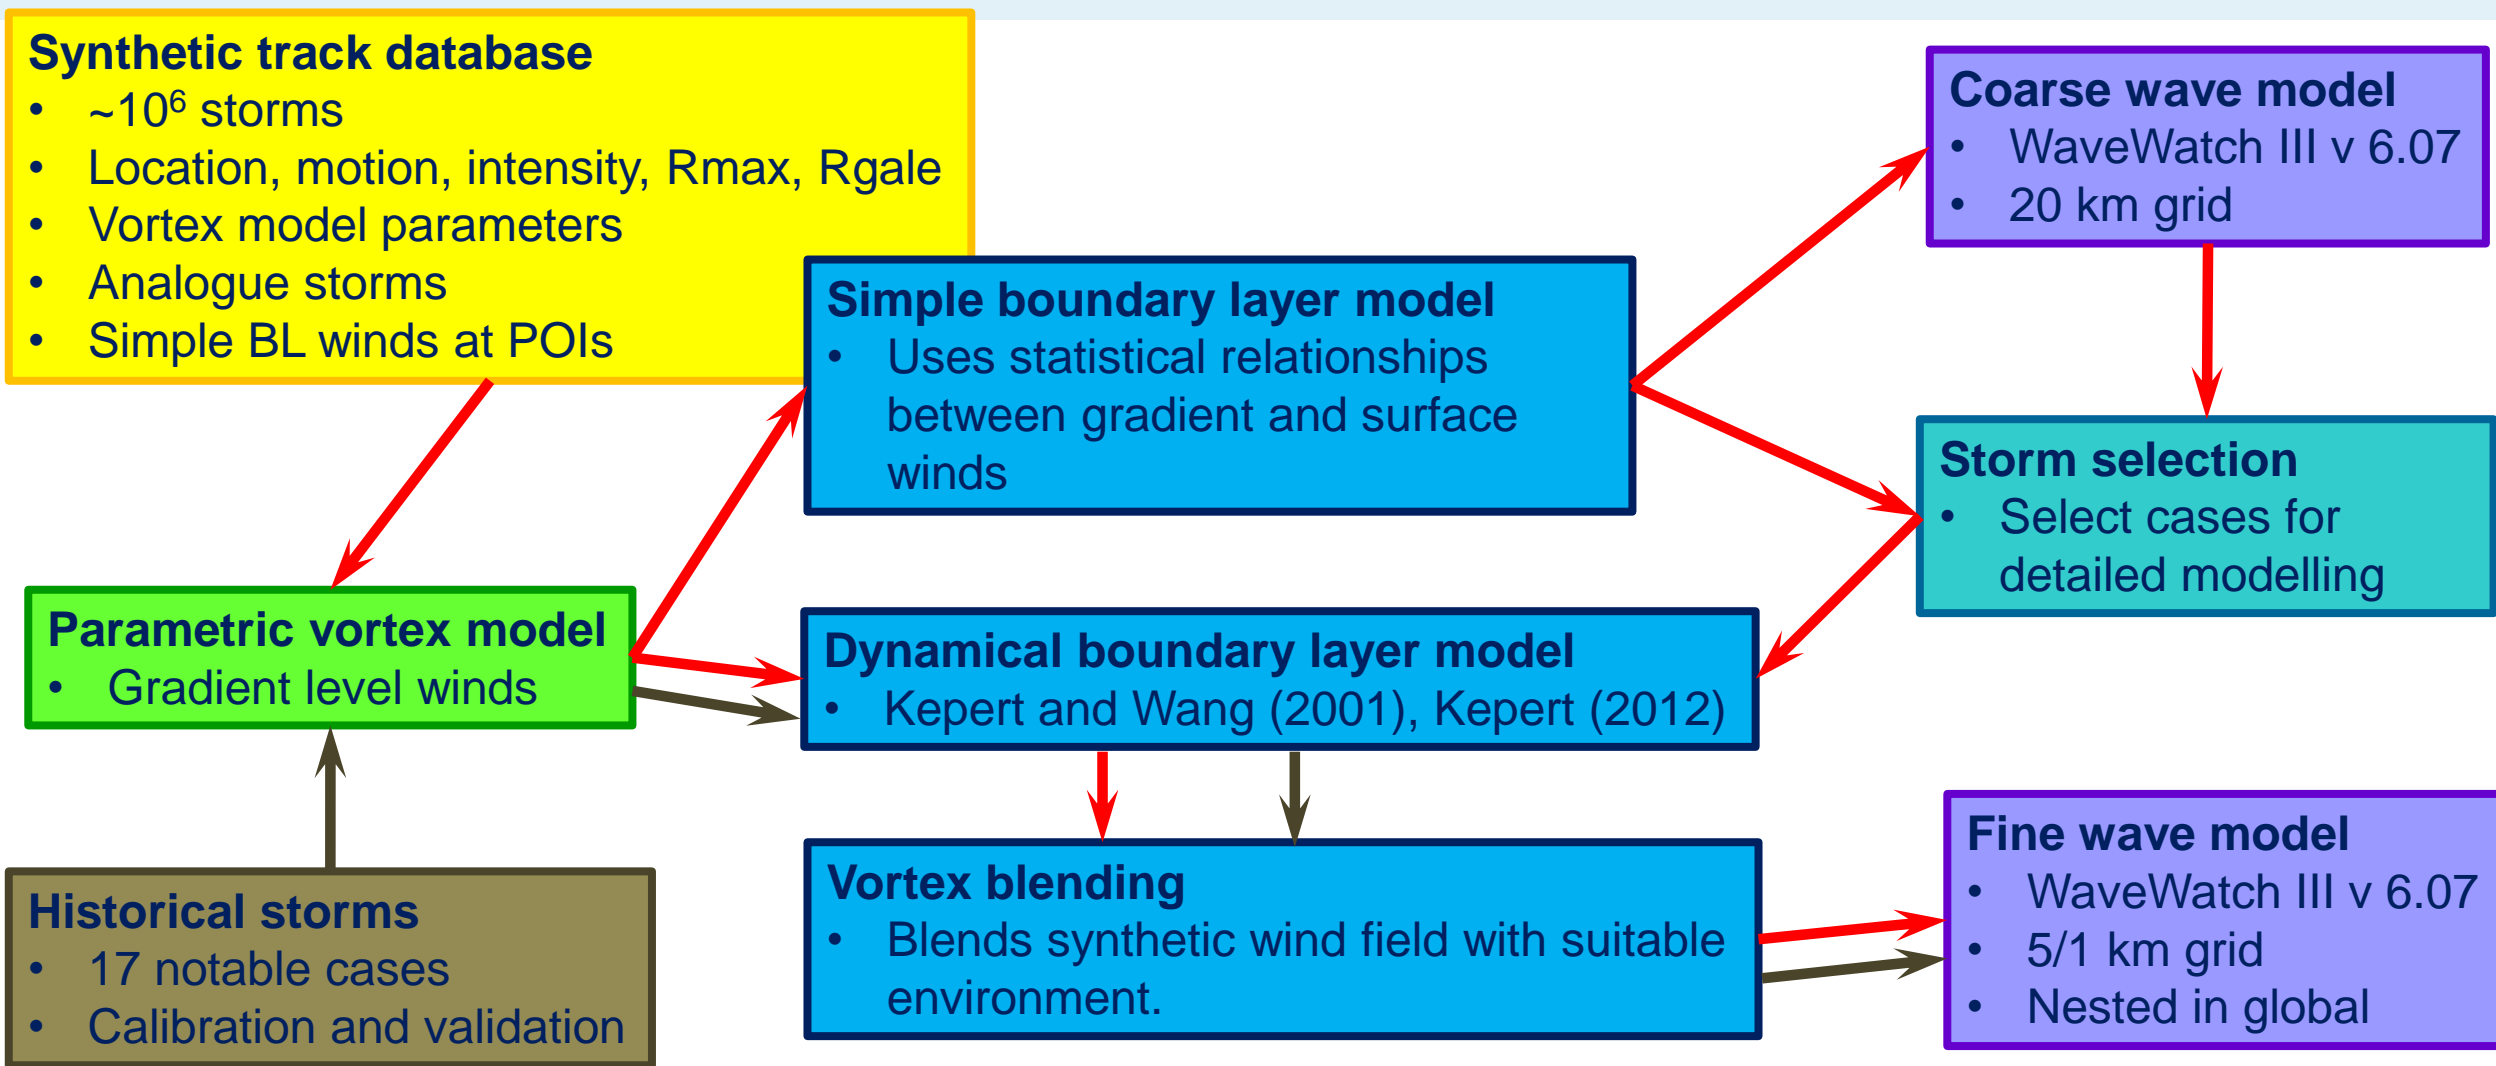 Synthetic track database
• ~10⁶ storms
• Location, motion, intensity, Rmax, Rgale
• Vortex model parameters
• Analogue storms
• Simple BL winds at POIs
Simple boundary layer model
• Uses statistical relationships
between gradient and surface
winds
Coarse wave model
• WaveWatch III v 6.07
• 20 km grid
Storm selection
• Select cases for
detailed modelling
Parametric vortex model
• Gradient level winds
Dynamical boundary layer model
• Kepert and Wang (2001), Kepert (2012)
Historical storms
• 17 notable cases
• Calibration and validation
Vortex blending
• Blends synthetic wind field with suitable
environment.
Fine wave model
• WaveWatch III v 6.07
• 5/1 km grid
• Nested in global